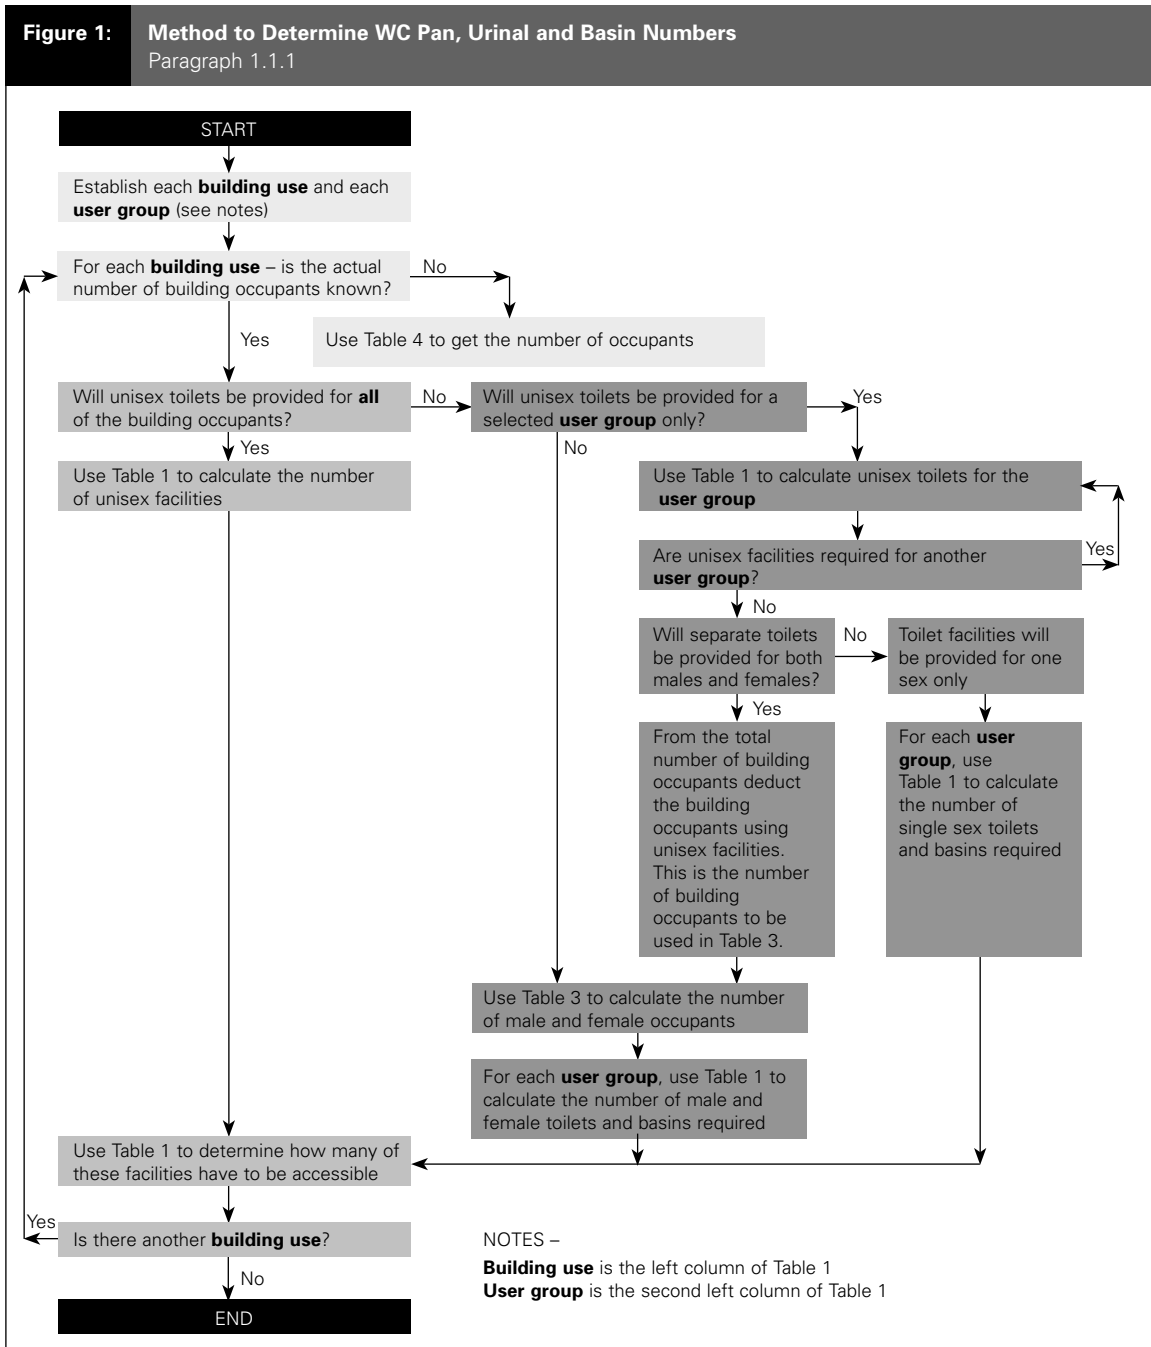 Figure 1:
Method to Determine WC Pan, Urinal and Basin Numbers
Paragraph 1.1.1
START
Establish each building use and each
user group (see notes)
For each building use – is the actual
number of building occupants known?
No
Yes
Use Table 4 to get the number of occupants
Will unisex toilets be provided for all
of the building occupants?
No
Will unisex toilets be provided for a
selected user group only?
Yes
Yes
No
Use Table 1 to calculate the number
of unisex facilities
Use Table 1 to calculate unisex toilets for the
user group
Are unisex facilities required for another
user group?
Yes
No
Will separate toilets
be provided for both
males and females?
No
Toilet facilities will
be provided for one
sex only
Yes
From the total
number of building
occupants deduct
the building
occupants using
unisex facilities.
This is the number
of building
occupants to be
used in Table 3.
For each user
group, use
Table 1 to calculate
the number of
single sex toilets
and basins required
Use Table 3 to calculate the number
of male and female occupants
For each user group, use Table 1 to
calculate the number of male and
female toilets and basins required
Use Table 1 to determine how many of
these facilities have to be accessible
Yes
Is there another building use?
No
END
NOTES –
Building use is the left column of Table 1
User group is the second left column of Table 1